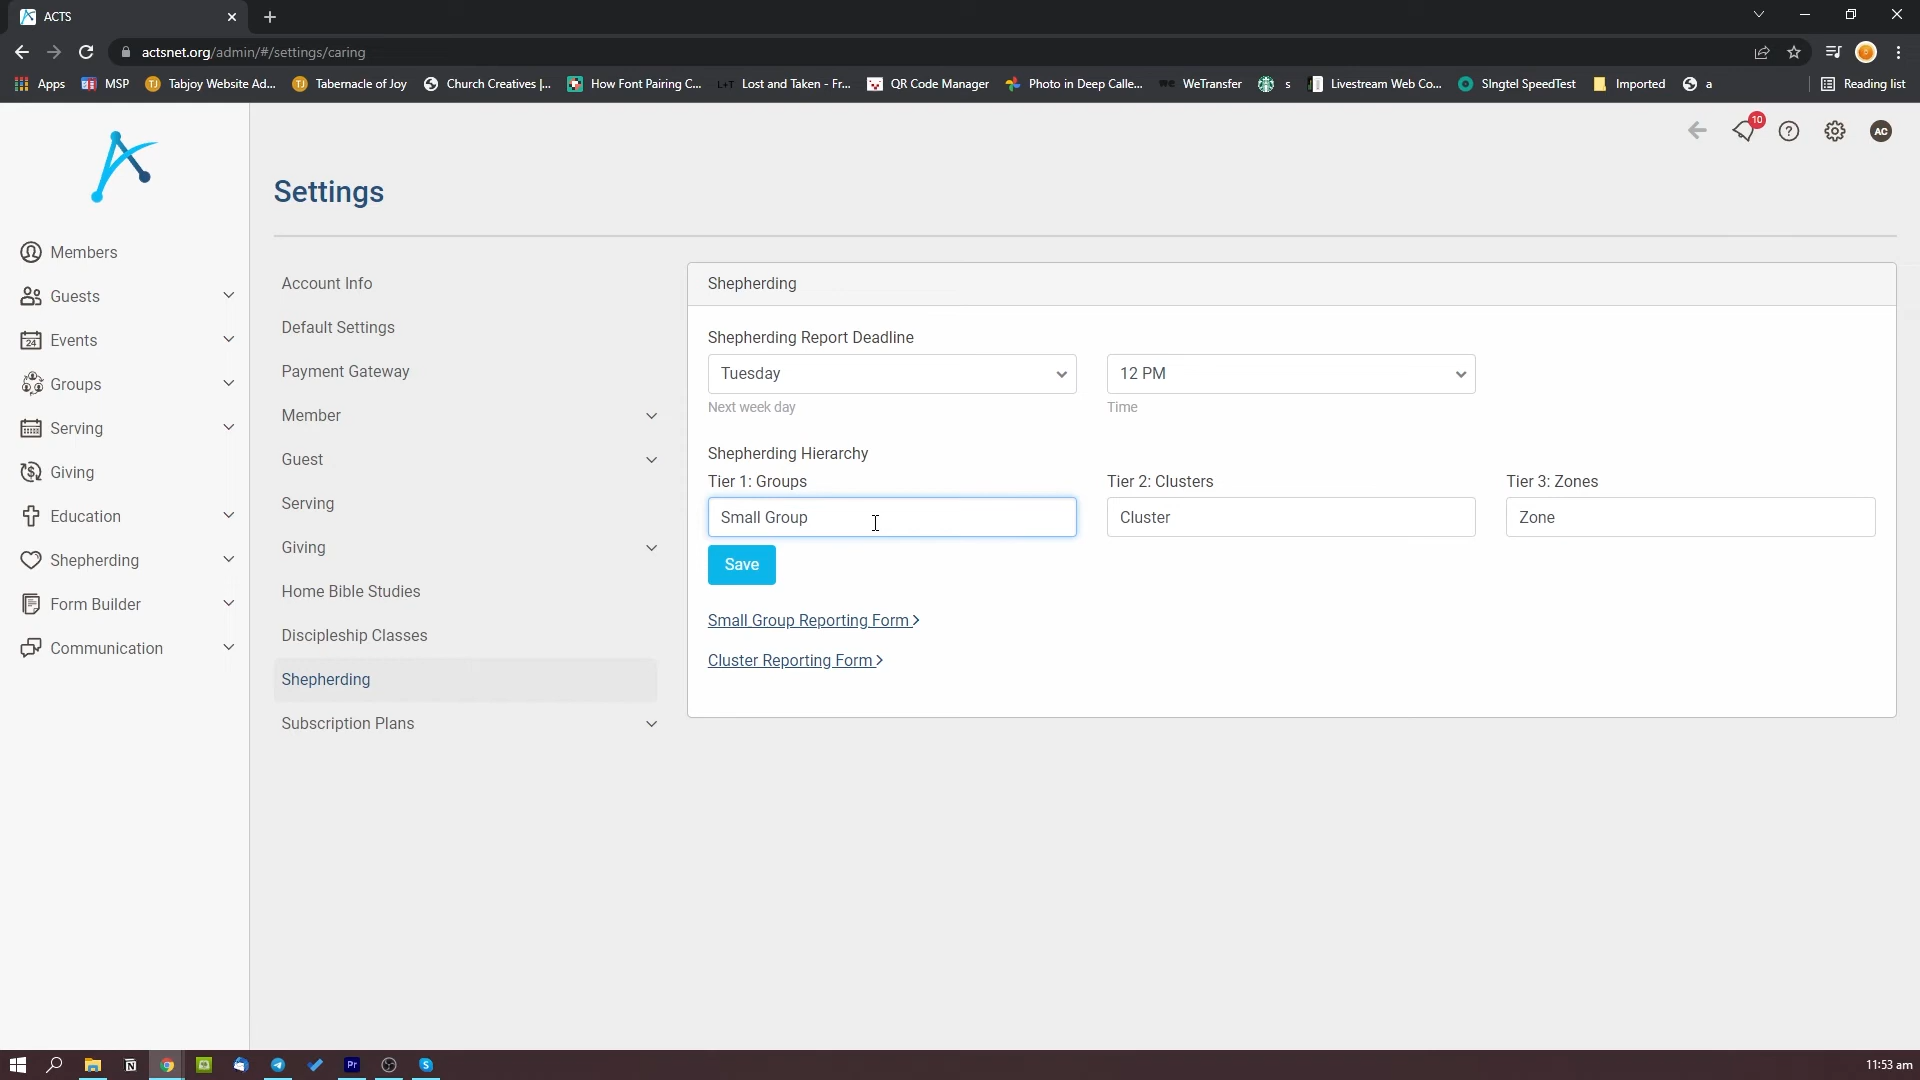 ACTS
actsnet.org/admin/#/settings/caring
Apps MSP Tabjoy Website Ad... Tabernacle of Joy Church Creatives |... How Font Pairing C... Lost and Taken - Fr... QR Code Manager Photo in Deep Calle... WeTransfer s Livestream Web Co... SIngtel SpeedTest Imported a Reading list
10
AC
Settings
Members
Guests
Events
Groups
Serving
Giving
Education
Shepherding
Form Builder
Communication
Account Info
Default Settings
Payment Gateway
Member
Guest
Serving
Giving
Home Bible Studies
Discipleship Classes
Shepherding
Subscription Plans
Shepherding
Shepherding Report Deadline
Tuesday 12 PM
Next week day Time
Shepherding Hierarchy
Tier 1: Groups Tier 2: Clusters Tier 3: Zones
Small Group Cluster Zone
Save
Small Group Reporting Form
Cluster Reporting Form
11:53 am